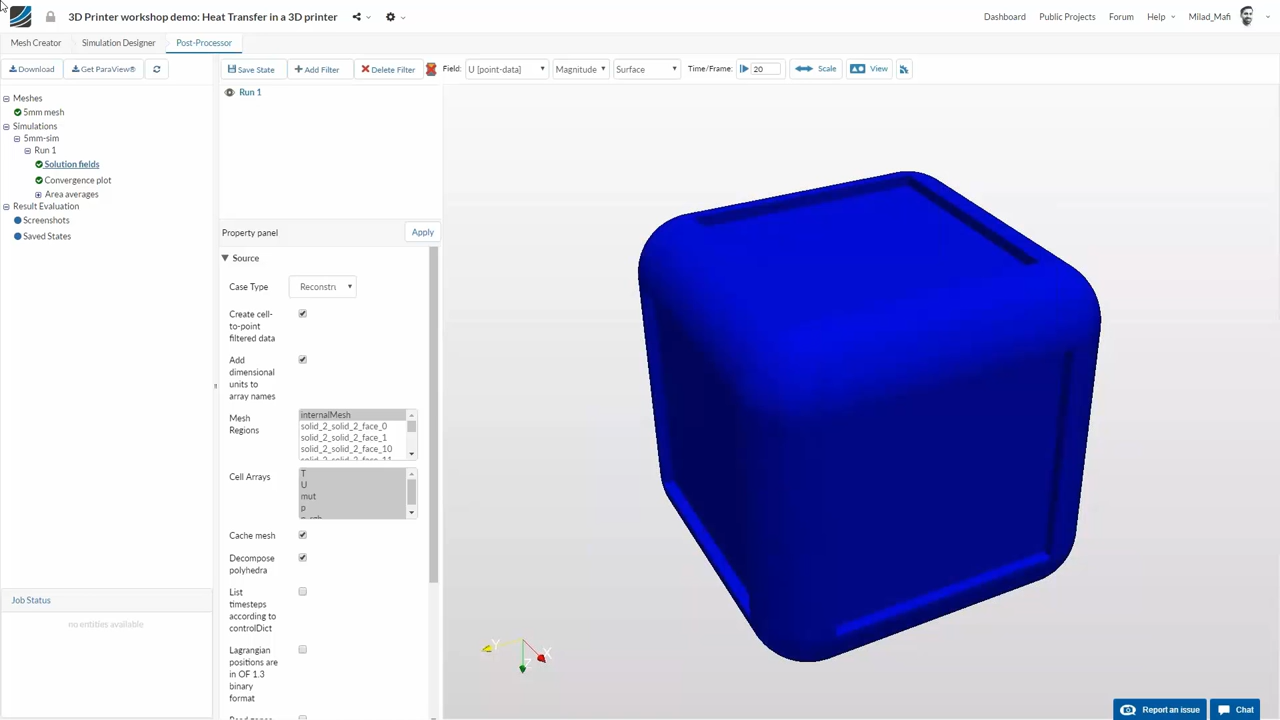 3D Printer workshop demo: Heat Transfer in a 3D printer
Dashboard Public Projects Forum Help Milad_Mafi
Mesh Creator Simulation Designer Post-Processor
Download Get ParaView® Save State Add Filter Delete Filter Field: U [point-data] Magnitude Surface Time/Frame: 20 Scale View
Meshes
5mm mesh
Simulations
5mm-sim
Run 1
Solution fields
Convergence plot
Area averages
Result Evaluation
Screenshots
Saved States
Job Status
no entities available
Run 1
Property panel Apply
Source
Case Type Reconstru
Create cell-
to-point
filtered data
Add
dimensional
units to
array names
Mesh
Regions
internalMesh
solid_2_solid_2_face_0
solid_2_solid_2_face_1
solid_2_solid_2_face_10
solid_2_solid_2_face_11
Cell Arrays
T
U
mut
p
p_rgh
Cache mesh
Decompose
polyhedra
List
timesteps
according to
controlDict
Lagrangian
positions are
in OF 1.3
binary
format
Read zones
Y
Z
X
Report an issue Chat